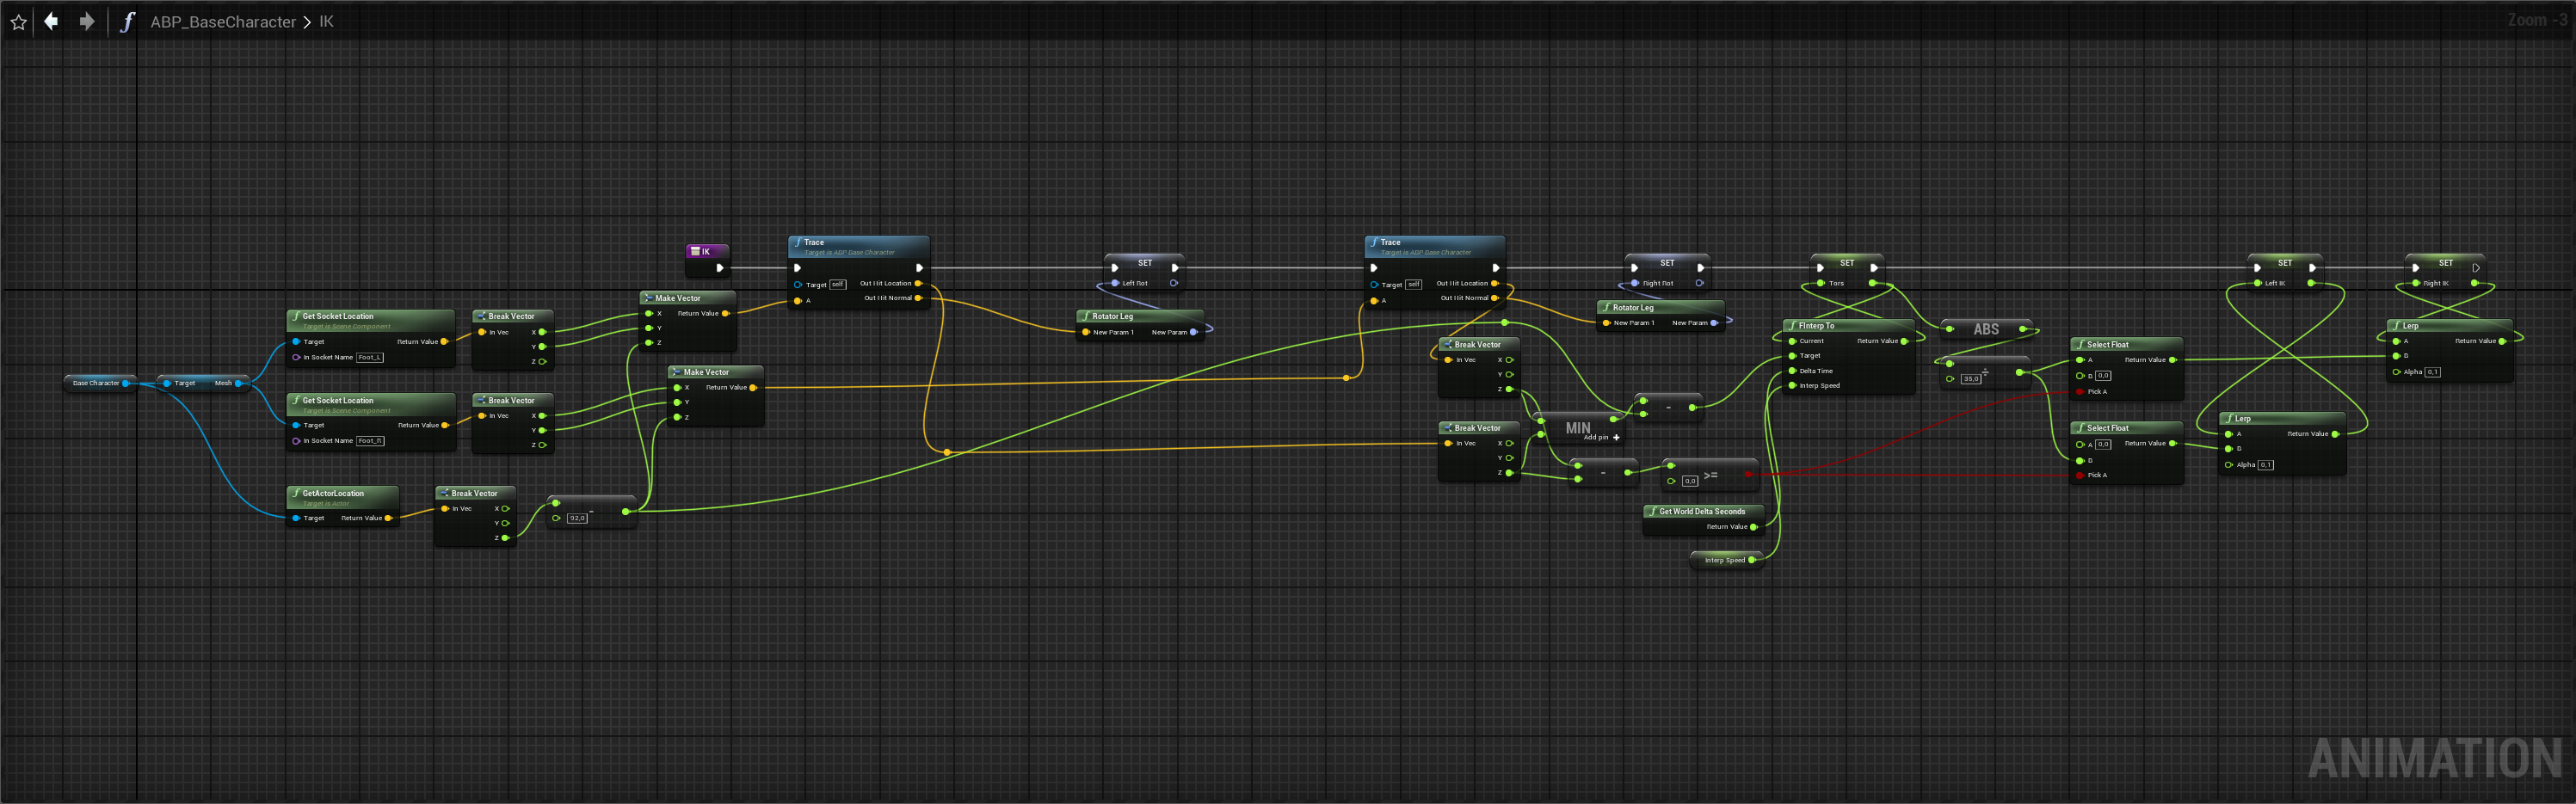 ABP_BaseCharacter > IK
Zoom -3
IK
Trace
Target is ABP Base Character
Target self
A
Out Hit Location
Out Hit Normal
SET
Left Rot
Rotator Leg
New Param 1 New Param
Trace
Target is ABP Base Character
Target self
A
Out Hit Location
Out Hit Normal
SET
Right Rot
Rotator Leg
New Param 1 New Param
SET
Tors
FInterp To
Current Return Value
Target
Delta Time
Interp Speed
ABS
35,0 ÷
Select Float
A Return Value
B 0,0
Pick A
Select Float
A 0,0 Return Value
B
Pick A
SET
Left IK
Lerp
A Return Value
B
Alpha 0,1
SET
Right IK
Lerp
A Return Value
B
Alpha 0,1
Make Vector
X Return Value
Y
Z
Make Vector
X Return Value
Y
Z
Get Socket Location
Target is Scene Component
Target Return Value
In Socket Name Foot_L
Break Vector
In Vec X
Y
Z
Base Character
Target Mesh
Get Socket Location
Target is Scene Component
Target Return Value
In Socket Name Foot_R
Break Vector
In Vec X
Y
Z
GetActorLocation
Target is Actor
Target Return Value
Break Vector
In Vec X
Y
Z
92,0 -
Break Vector
In Vec X
Y
Z
Break Vector
In Vec X
Y
Z
MIN
Add pin +
-
-
0,0 >=
Get World Delta Seconds
Return Value
Interp Speed
ANIMATION